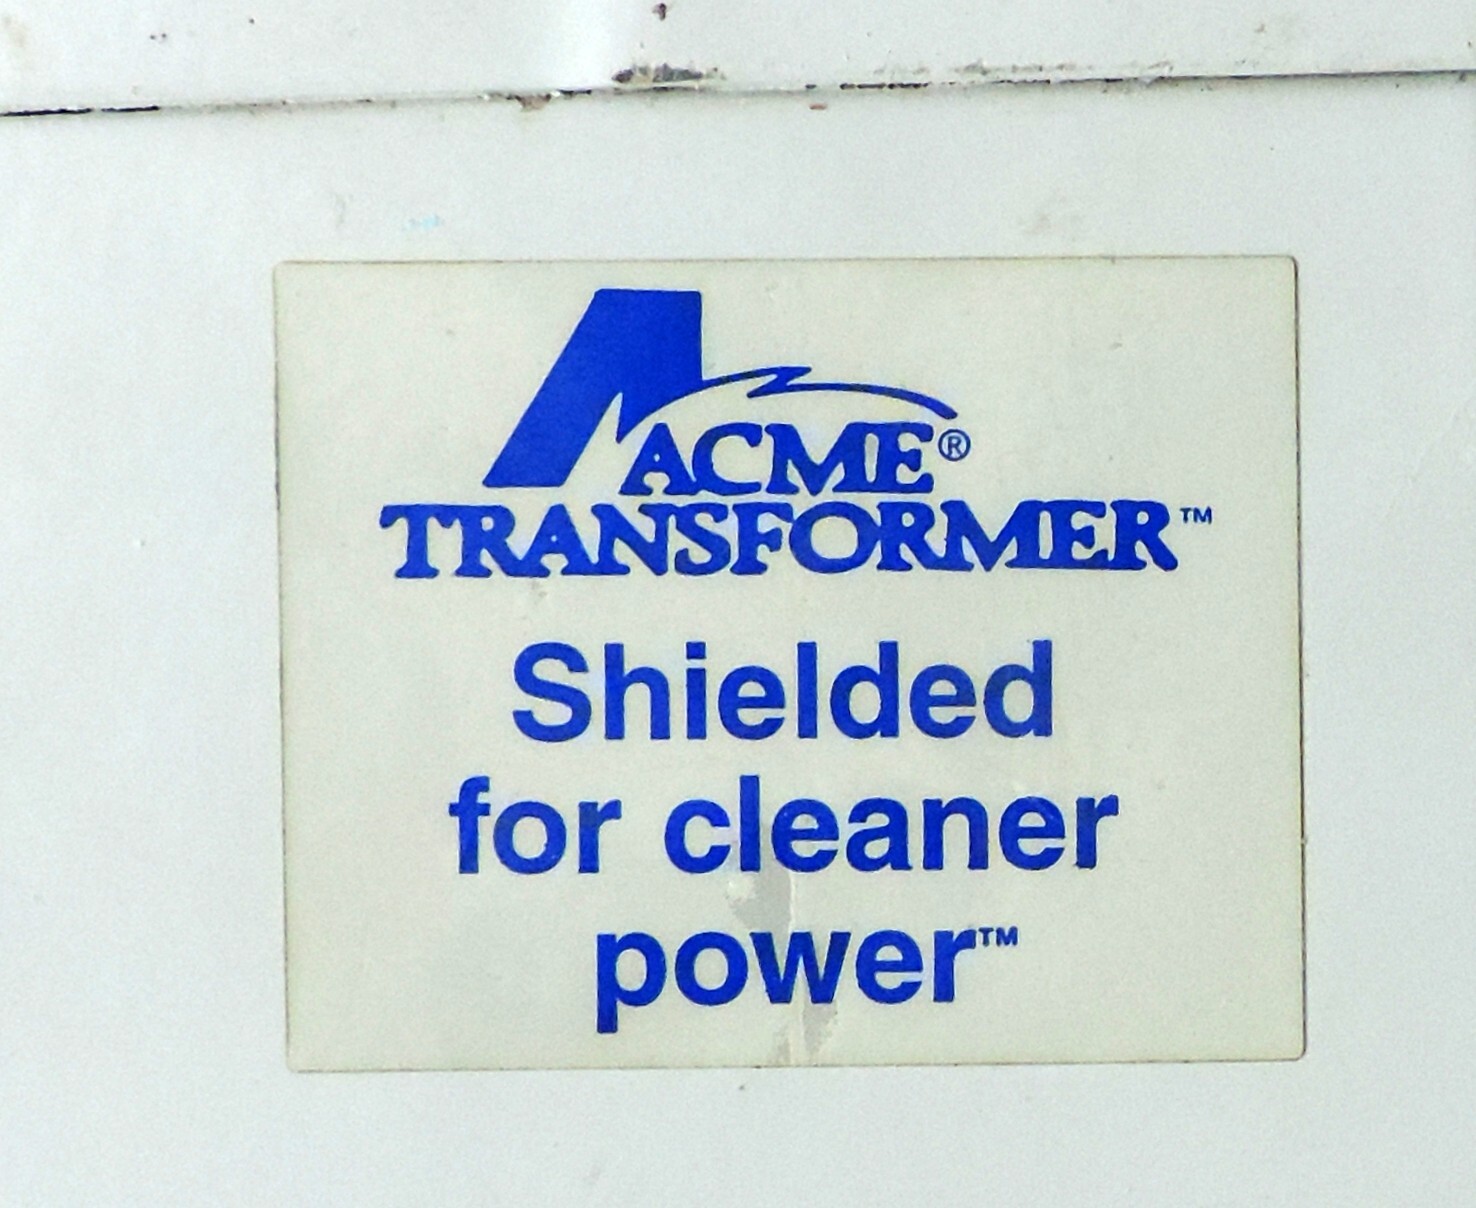 ACME®
TRANSFORMER™
Shielded
for cleaner
power™